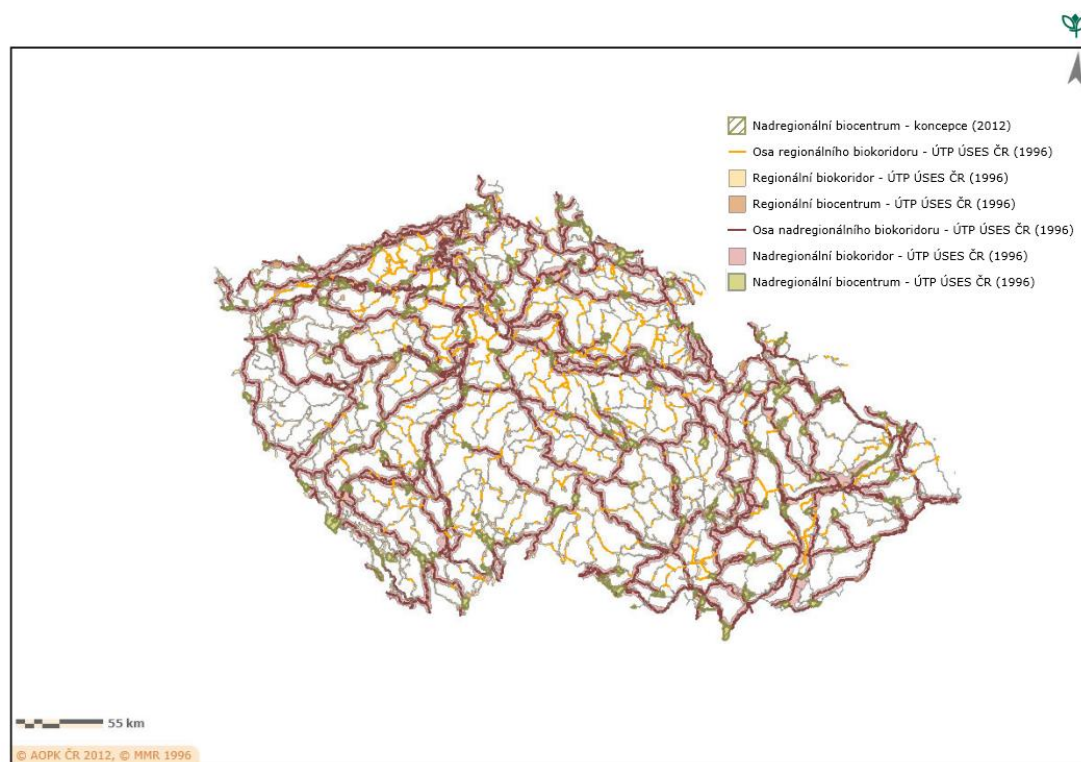 Nadregionální biocentrum - koncepce (2012)
Osa regionálního biokoridoru - ÚTP ÚSES ČR (1996)
Regionální biokoridor - ÚTP ÚSES ČR (1996)
Regionální biocentrum - ÚTP ÚSES ČR (1996)
Osa nadregionálního biokoridoru - ÚTP ÚSES ČR (1996)
Nadregionální biokoridor - ÚTP ÚSES ČR (1996)
Nadregionální biocentrum - ÚTP ÚSES ČR (1996)
55 km
© AOPK ČR 2012, © MMR 1996